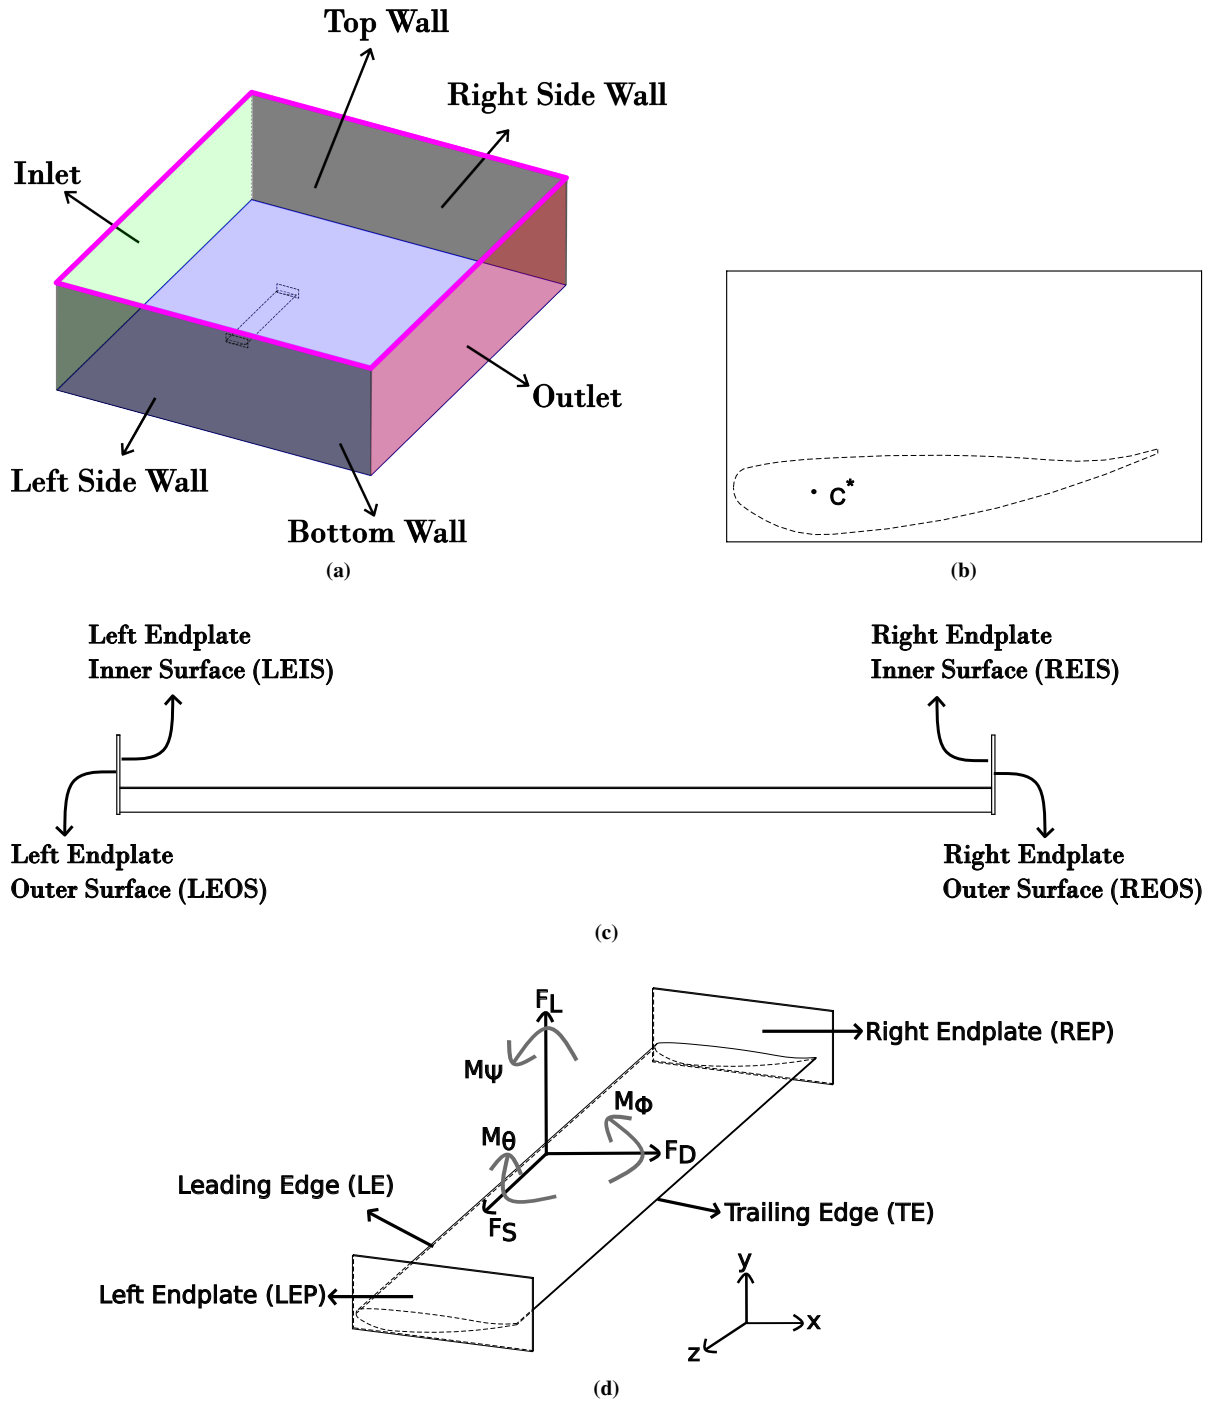 Top Wall
Right Side Wall
Inlet
Outlet
Left Side Wall
Bottom Wall
(a)
C*
(b)
Left Endplate
Inner Surface (LEIS)
Right Endplate
Inner Surface (REIS)
Left Endplate
Outer Surface (LEOS)
Right Endplate
Outer Surface (REOS)
(c)
FL
Right Endplate (REP)
Mψ
MΦ
Mθ
FD
Leading Edge (LE)
FS
Trailing Edge (TE)
Left Endplate (LEP)
y
x
z
(d)